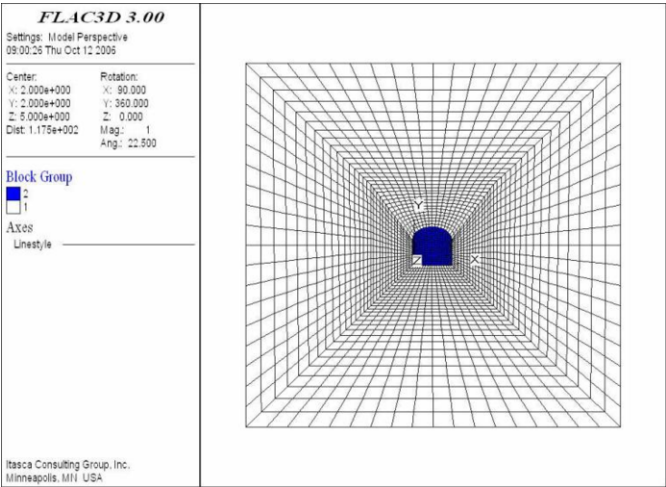 FLAC3D 3.00
Settings: Model Perspective
09:00:26 Thu Oct 12 2006
Center:
X: 2.000e+000
Y: 2.000e+000
Z: 5.000e+000
Dist: 1.175e+002
Rotation:
X: 90.000
Y: 360.000
Z: 0.000
Mag.: 1
Ang.: 22.500
Block Group
2
1
Axes
Linestyle
Y
Z
X
Itasca Consulting Group, Inc.
Minneapolis, MN USA